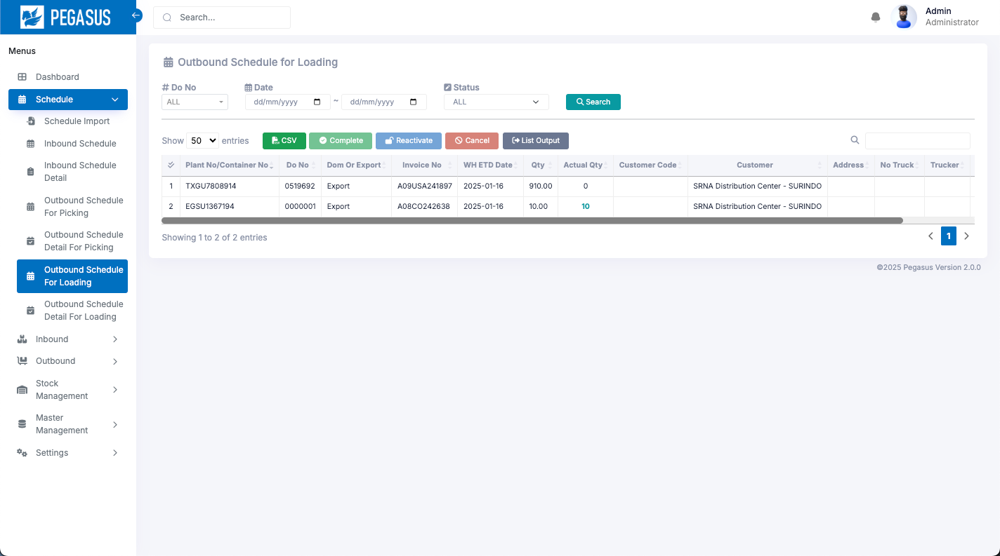 PEGASUS
Search...
Admin
Administrator
Menus
Dashboard
Schedule
Schedule Import
Inbound Schedule
Inbound Schedule
Detail
Outbound Schedule
For Picking
Outbound Schedule
Detail For Picking
Outbound Schedule
For Loading
Outbound Schedule
Detail For Loading
Inbound
Outbound
Stock
Management
Master
Management
Settings
Outbound Schedule for Loading
# Do No Date Status
ALL dd/mm/yyyy ~ dd/mm/yyyy ALL Search
Show 50 entries CSV Complete Reactivate Cancel List Output
Plant No/Container No Do No Dom Or Export Invoice No WH ETD Date Qty Actual Qty Customer Code Customer Address No Truck Trucker
1 TXGU7808914 0519692 Export A09USA241897 2025-01-16 910.00 0 SRNA Distribution Center - SURINDO
2 EGSU1367194 0000001 Export A08CO242638 2025-01-16 10.00 10 SRNA Distribution Center - SURINDO
Showing 1 to 2 of 2 entries
1
©2025 Pegasus Version 2.0.0